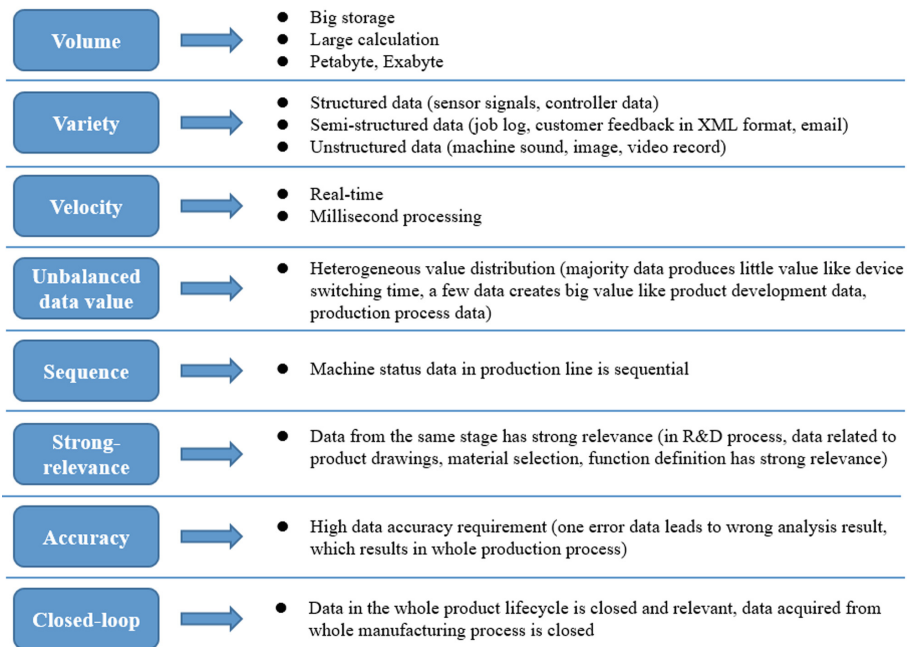 Volume
● Big storage
● Large calculation
● Petabyte, Exabyte
Variety
● Structured data (sensor signals, controller data)
● Semi-structured data (job log, customer feedback in XML format, email)
● Unstructured data (machine sound, image, video record)
Velocity
● Real-time
● Millisecond processing
Unbalanced
data value
● Heterogeneous value distribution (majority data produces little value like device
switching time, a few data creates big value like product development data,
production process data)
Sequence
● Machine status data in production line is sequential
Strong-
relevance
● Data from the same stage has strong relevance (in R&D process, data related to
product drawings, material selection, function definition has strong relevance)
Accuracy
● High data accuracy requirement (one error data leads to wrong analysis result,
which results in whole production process)
Closed-loop
● Data in the whole product lifecycle is closed and relevant, data acquired from
whole manufacturing process is closed